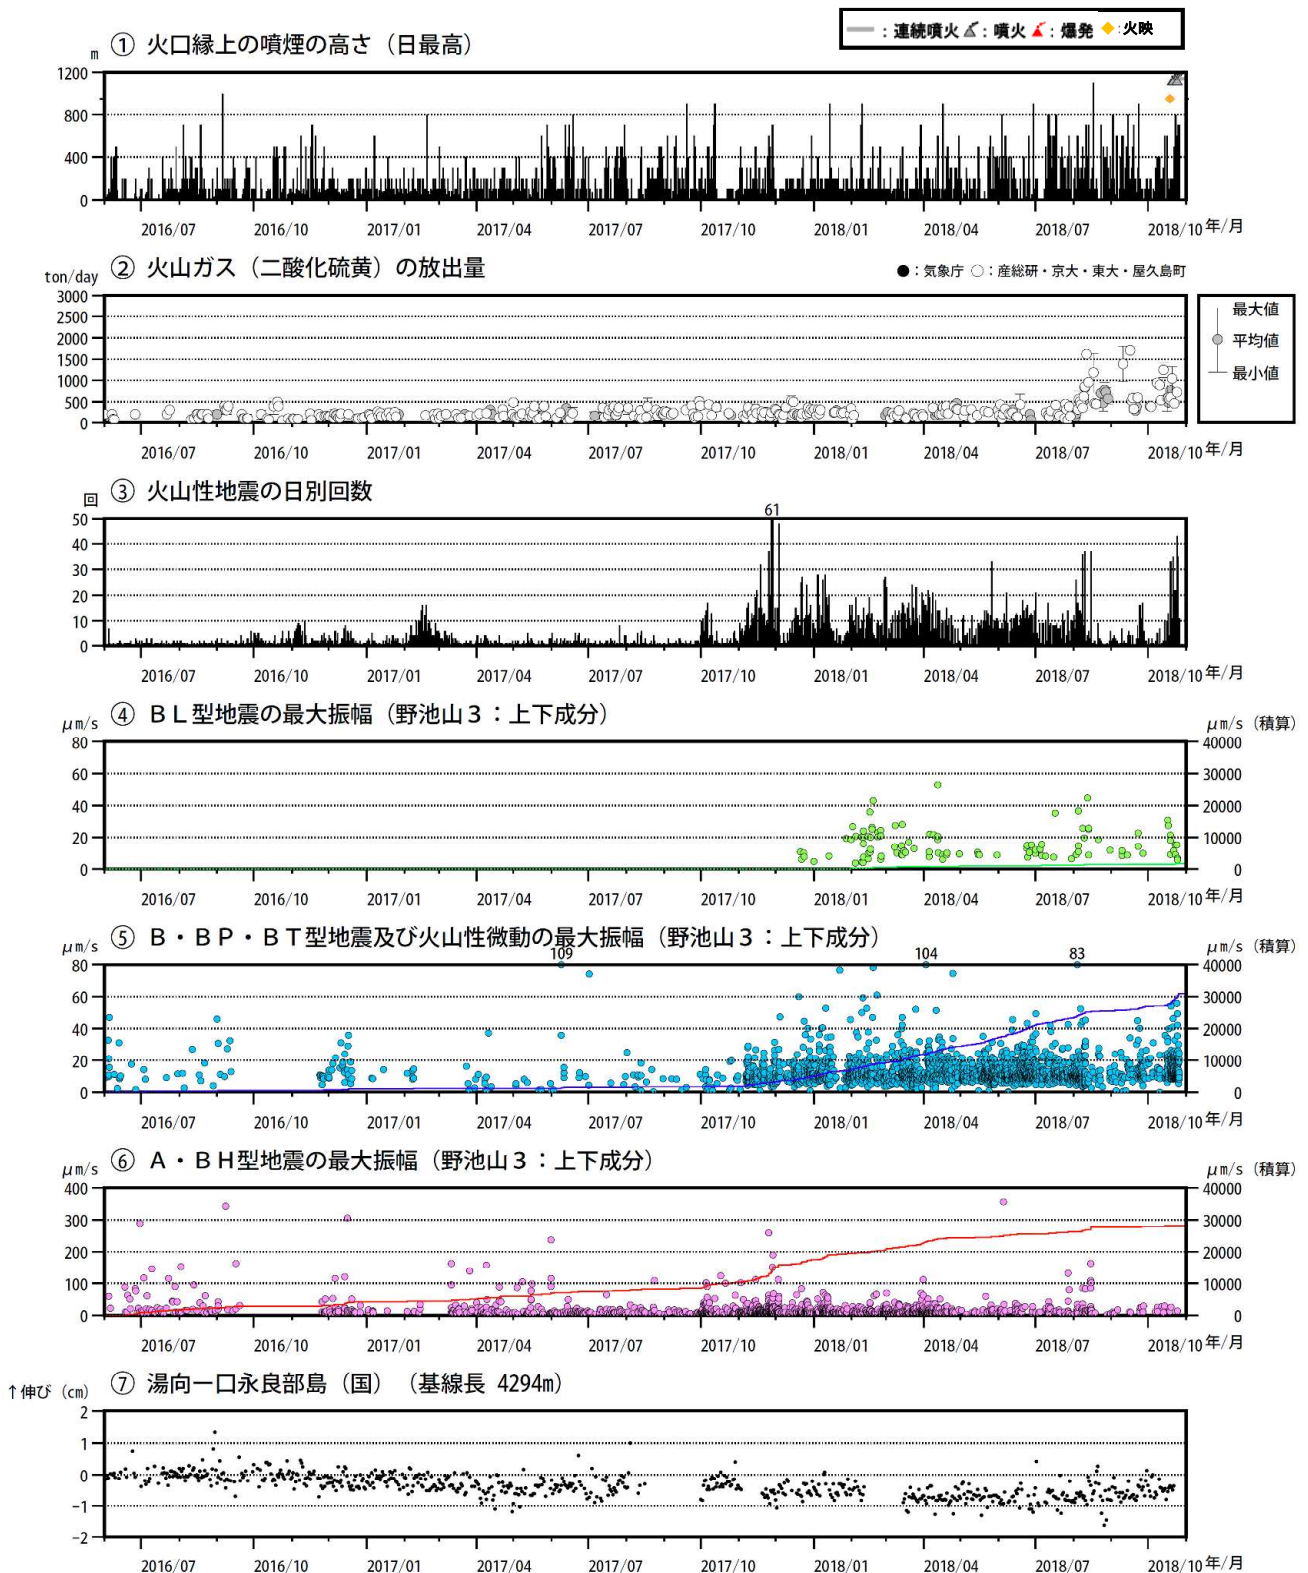 ━ : 連続噴火 : 噴火 : 爆発 ◆ : 火映
① 火口縁上の噴煙の高さ（日最高）
m
1200
800
400
0
2016/07 2016/10 2017/01 2017/04 2017/07 2017/10 2018/01 2018/04 2018/07 2018/10 年/月
② 火山ガス（二酸化硫黄）の放出量
ton/day
●：気象庁 ○：産総研・京大・東大・屋久島町
3000
2500
2000
1500
1000
500
0
最大値
平均値
最小値
2016/07 2016/10 2017/01 2017/04 2017/07 2017/10 2018/01 2018/04 2018/07 2018/10 年/月
③ 火山性地震の日別回数
回
61
50
40
30
20
10
0
2016/07 2016/10 2017/01 2017/04 2017/07 2017/10 2018/01 2018/04 2018/07 2018/10 年/月
④ ＢＬ型地震の最大振幅（野池山３：上下成分）
μm/s
μm/s（積算）
80 40000
60 30000
40 20000
20 10000
0 0
2016/07 2016/10 2017/01 2017/04 2017/07 2017/10 2018/01 2018/04 2018/07 2018/10 年/月
⑤ Ｂ・ＢＰ・ＢＴ型地震及び火山性微動の最大振幅（野池山３：上下成分）
μm/s
μm/s（積算）
109 104 83
80 40000
60 30000
40 20000
20 10000
0 0
2016/07 2016/10 2017/01 2017/04 2017/07 2017/10 2018/01 2018/04 2018/07 2018/10 年/月
⑥ Ａ・ＢＨ型地震の最大振幅（野池山３：上下成分）
μm/s
μm/s（積算）
400 40000
300 30000
200 20000
100 10000
0 0
2016/07 2016/10 2017/01 2017/04 2017/07 2017/10 2018/01 2018/04 2018/07 2018/10 年/月
⑦ 湯向ー口永良部島（国）（基線長 4294m）
↑伸び（cm）
2
1
0
−1
−2
2016/07 2016/10 2017/01 2017/04 2017/07 2017/10 2018/01 2018/04 2018/07 2018/10 年/月